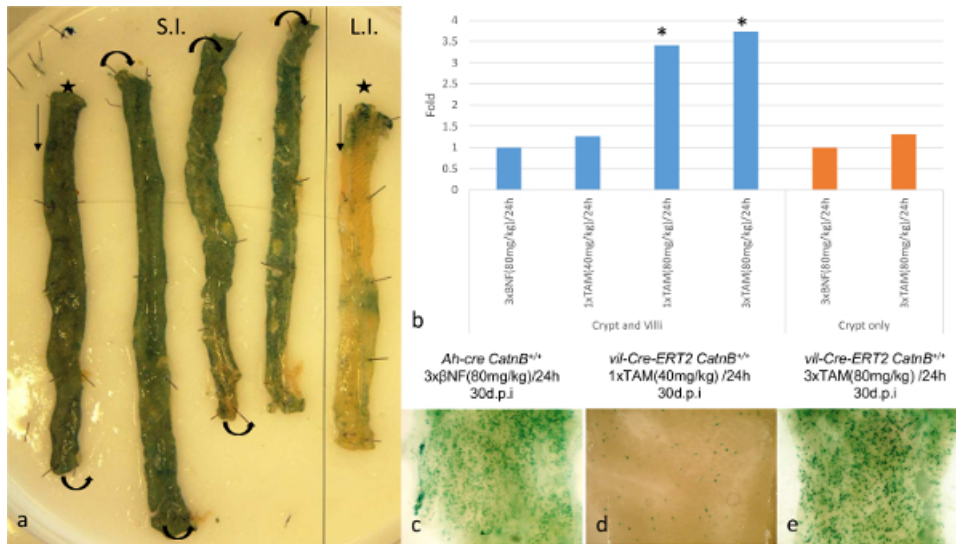 S.I.
L.I.
a
4
3.5
3
2.5
2
1.5
1
0.5
0
Fold
*
*
3xBNF(80mg/kg)/24h
1xTAM(40mg/kg)/24h
1xTAM(80mg/kg)/24h
3xTAM(80mg/kg)/24h
3xBNF(80mg/kg)/24h
3xTAM(80mg/kg)/24h
Crypt and Villi
Crypt only
b
Ah-cre CatnB+/+
3xβNF(80mg/kg)/24h
30d.p.i
vil-Cre-ERT2 CatnB+/+
1xTAM(40mg/kg) /24h
30d.p.i
vil-Cre-ERT2 CatnB+/+
3xTAM(80mg/kg) /24h
30d.p.i
c
d
e